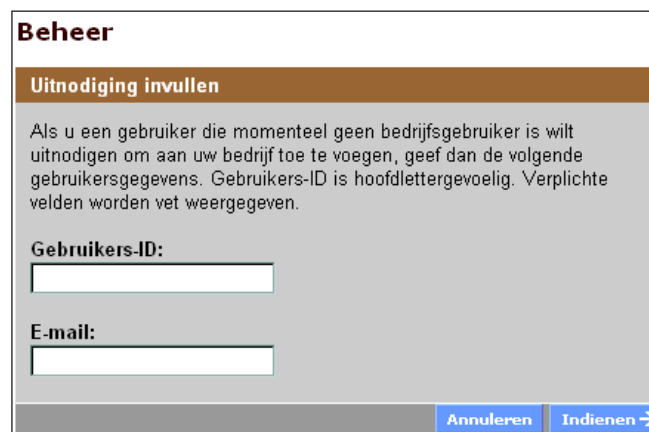 Beheer
Uitnodiging invullen
Als u een gebruiker die momenteel geen bedrijfsgebruiker is wilt
uitnodigen om aan uw bedrijf toe te voegen, geef dan de volgende
gebruikersgegevens. Gebruikers-ID is hoofdlettergevoelig. Verplichte
velden worden vet weergegeven.
Gebruikers-ID:
E-mail:
Annuleren Indienen